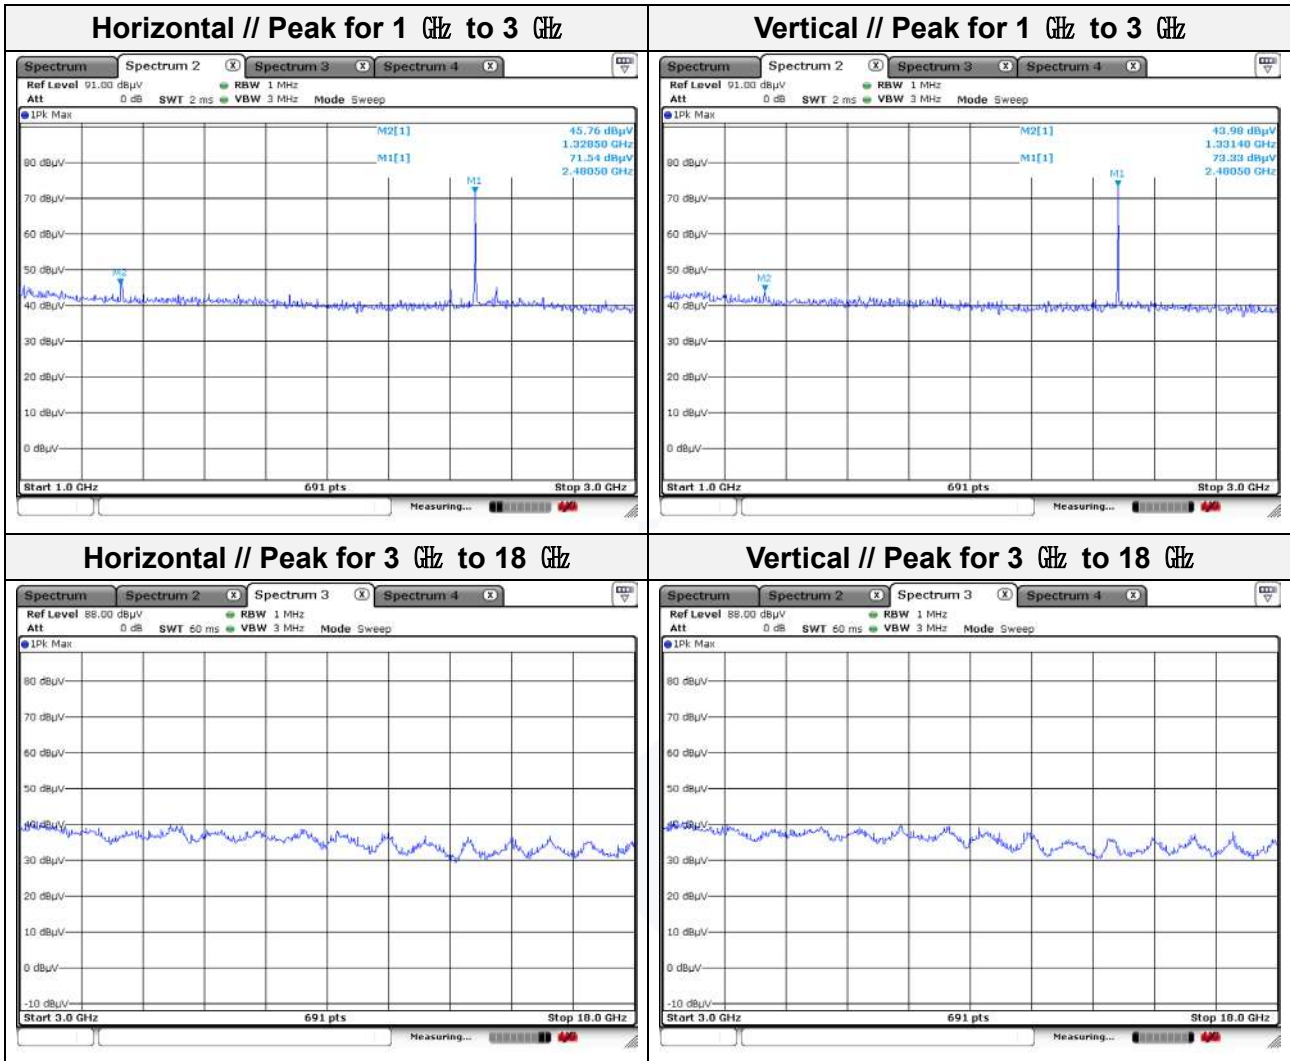 Horizontal // Peak for 1 ㎓ to 3 ㎓
Spectrum Spectrum 2 Spectrum 3 Spectrum 4
Ref Level 91.00 dBµV RBW 1 MHz
Att 0 dB SWT 2 ms VBW 3 MHz Mode Sweep
1Pk Max
M2[1] 45.76 dBµV
1.32850 GHz
M1[1] 71.54 dBµV
2.48050 GHz
80 dBµV
M1
70 dBµV
60 dBµV
50 dBµV
M2
40 dBµV
30 dBµV
20 dBµV
10 dBµV
0 dBµV
Start 1.0 GHz 691 pts Stop 3.0 GHz
Measuring...
Vertical // Peak for 1 ㎓ to 3 ㎓
Spectrum Spectrum 2 Spectrum 3 Spectrum 4
Ref Level 91.00 dBµV RBW 1 MHz
Att 0 dB SWT 2 ms VBW 3 MHz Mode Sweep
1Pk Max
M2[1] 43.98 dBµV
1.33140 GHz
M1[1] 73.33 dBµV
2.48050 GHz
80 dBµV
M1
70 dBµV
60 dBµV
50 dBµV
M2
40 dBµV
30 dBµV
20 dBµV
10 dBµV
0 dBµV
Start 1.0 GHz 691 pts Stop 3.0 GHz
Measuring...
Horizontal // Peak for 3 ㎓ to 18 ㎓
Spectrum Spectrum 2 Spectrum 3 Spectrum 4
Ref Level 88.00 dBµV RBW 1 MHz
Att 0 dB SWT 60 ms VBW 3 MHz Mode Sweep
1Pk Max
80 dBµV
70 dBµV
60 dBµV
50 dBµV
40 dBµV
30 dBµV
20 dBµV
10 dBµV
0 dBµV
-10 dBµV
Start 3.0 GHz 691 pts Stop 18.0 GHz
Measuring...
Vertical // Peak for 3 ㎓ to 18 ㎓
Spectrum Spectrum 2 Spectrum 3 Spectrum 4
Ref Level 88.00 dBµV RBW 1 MHz
Att 0 dB SWT 60 ms VBW 3 MHz Mode Sweep
1Pk Max
80 dBµV
70 dBµV
60 dBµV
50 dBµV
40 dBµV
30 dBµV
20 dBµV
10 dBµV
0 dBµV
-10 dBµV
Start 3.0 GHz 691 pts Stop 18.0 GHz
Measuring...